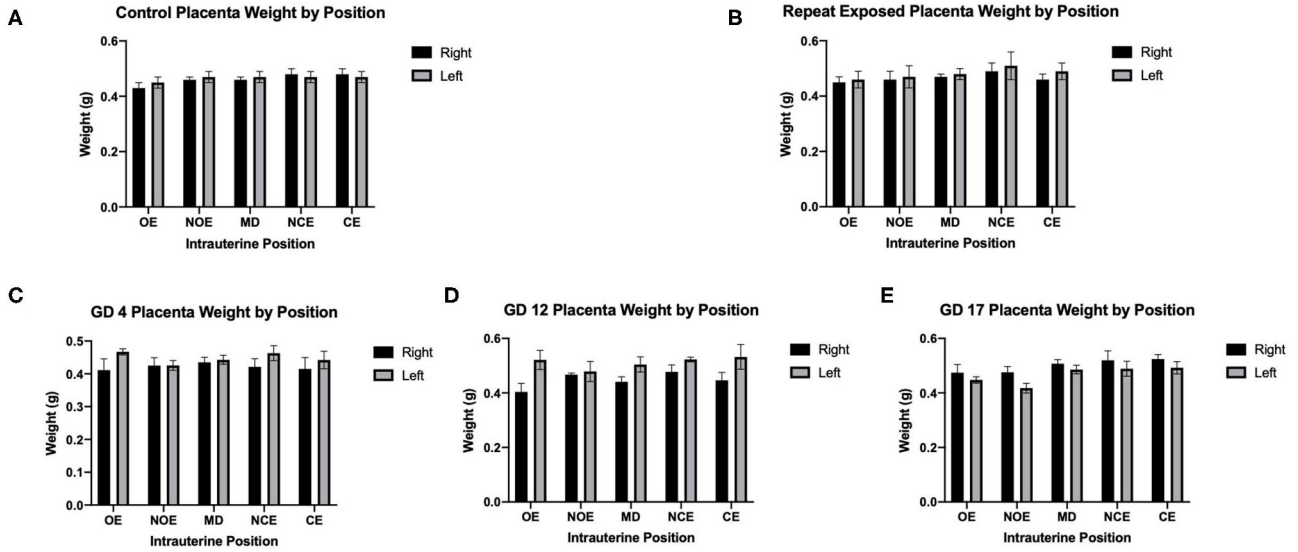 A
Control Placenta Weight by Position
Weight (g)
0.6
0.4
0.2
0.0
OE NOE MD NCE CE
Intrauterine Position
Right
Left
B
Repeat Exposed Placenta Weight by Position
Weight (g)
0.6
0.4
0.2
0.0
OE NOE MD NCE CE
Intrauterine Position
Right
Left
C
GD 4 Placenta Weight by Position
Weight (g)
0.5
0.4
0.3
0.2
0.1
0.0
OE NOE MD NCE CE
Intrauterine Position
Right
Left
D
GD 12 Placenta Weight by Position
Weight (g)
0.6
0.4
0.2
0.0
OE NOE MD NCE CE
Intrauterine Position
Right
Left
E
GD 17 Placenta Weight by Position
Weight (g)
0.6
0.4
0.2
0.0
OE NOE MD NCE CE
Intrauterine Position
Right
Left